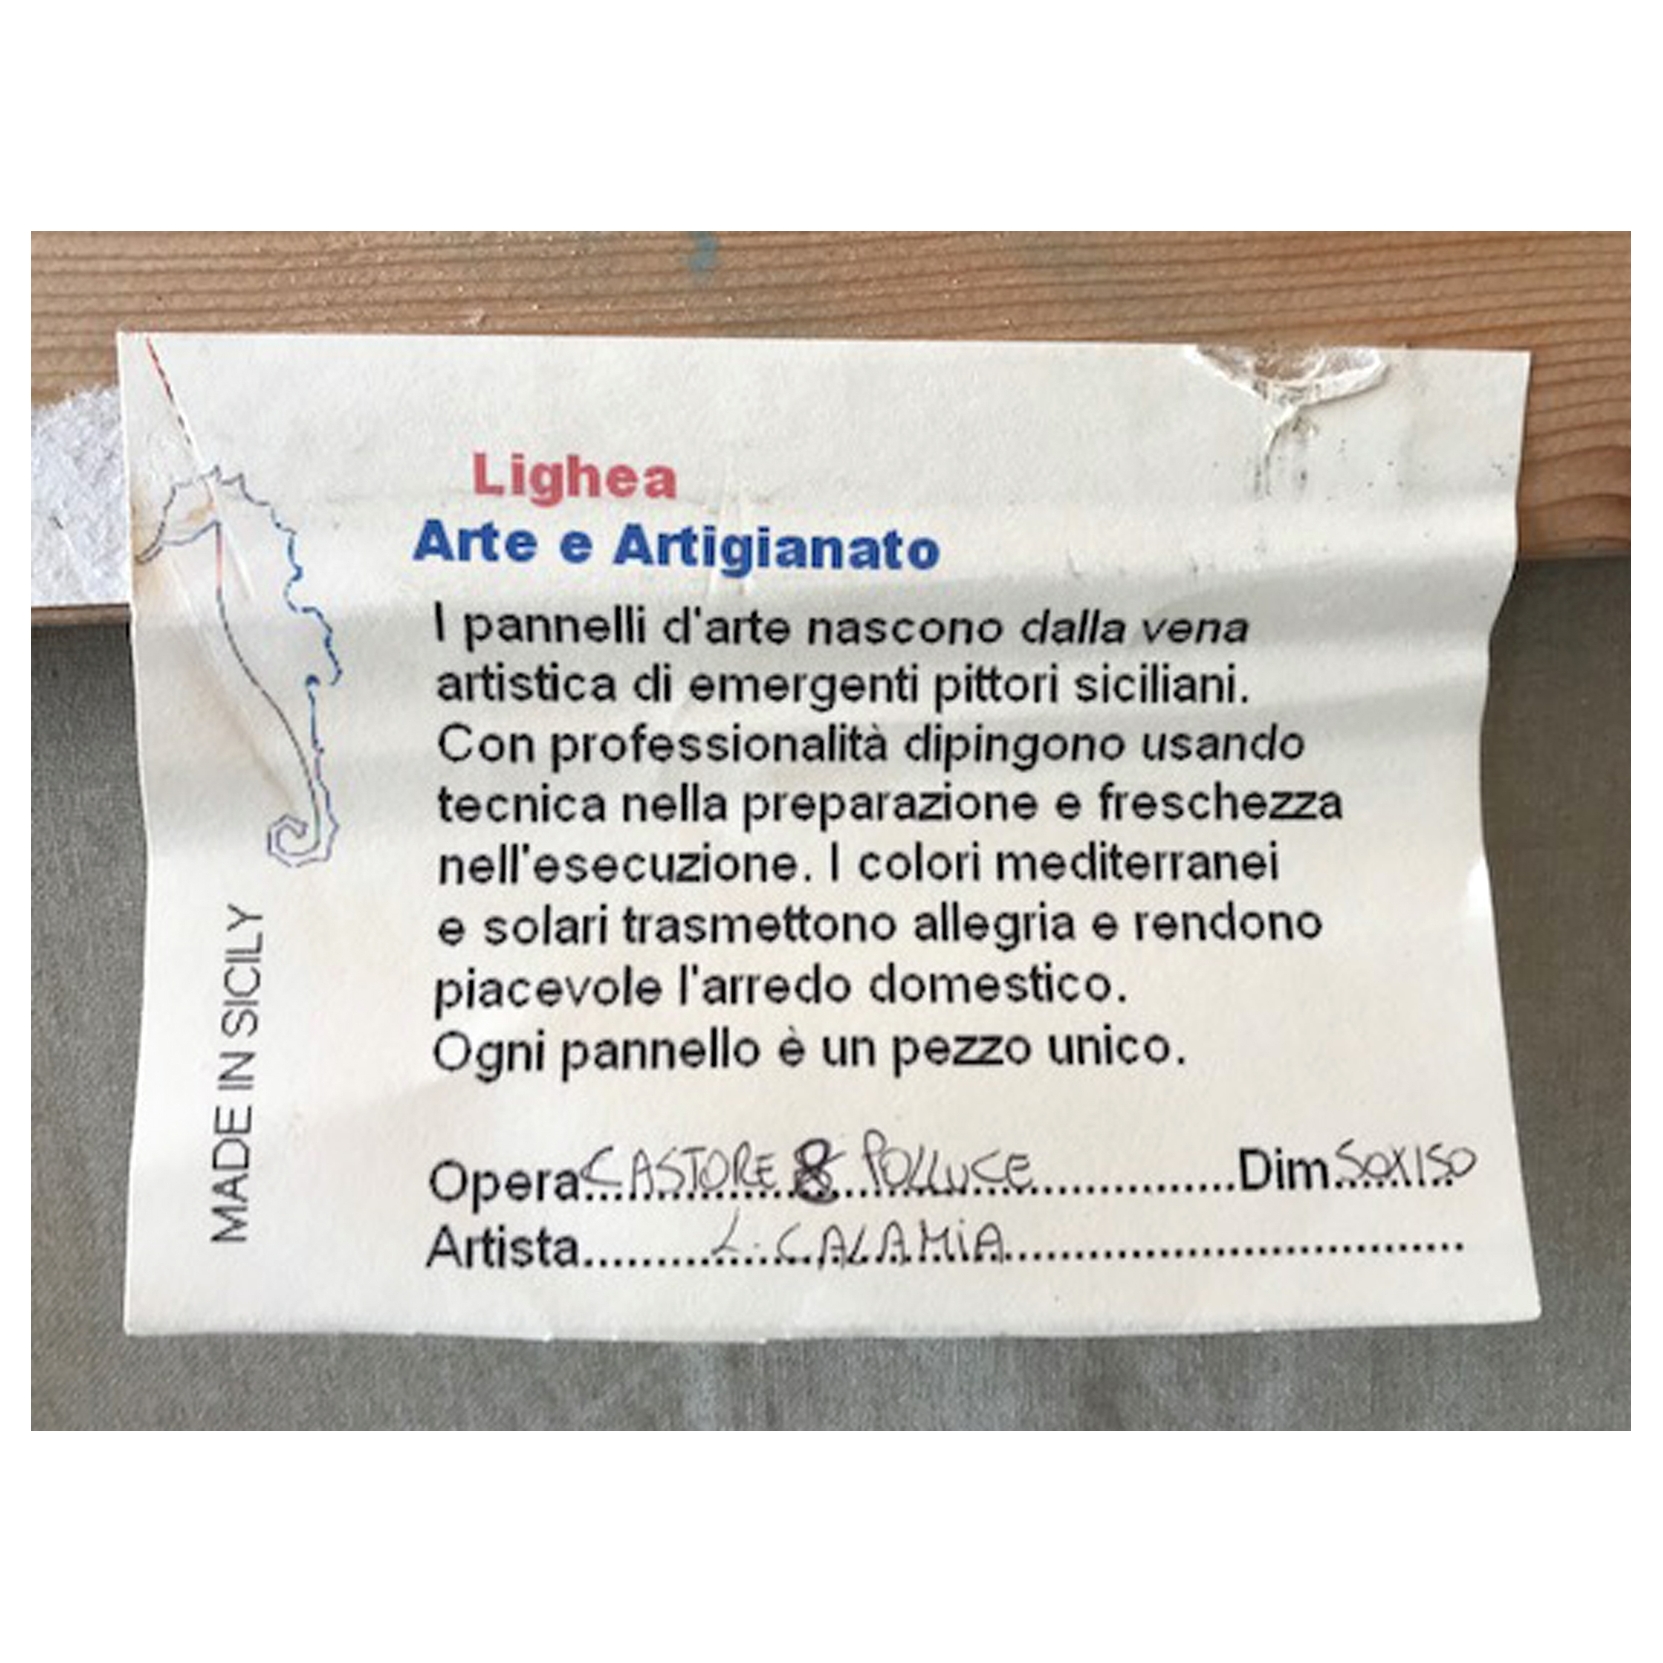 Lighea
Arte e Artigianato
I pannelli d'arte nascono dalla vena
artistica di emergenti pittori siciliani.
Con professionalità dipingono usando
tecnica nella preparazione e freschezza
nell'esecuzione. I colori mediterranei
e solari trasmettono allegria e rendono
piacevole l'arredo domestico.
Ogni pannello è un pezzo unico.
Opera CASTORE & POLLUCE Dim. 50X150
Artista L. CALAMIA
MADE IN SICILY